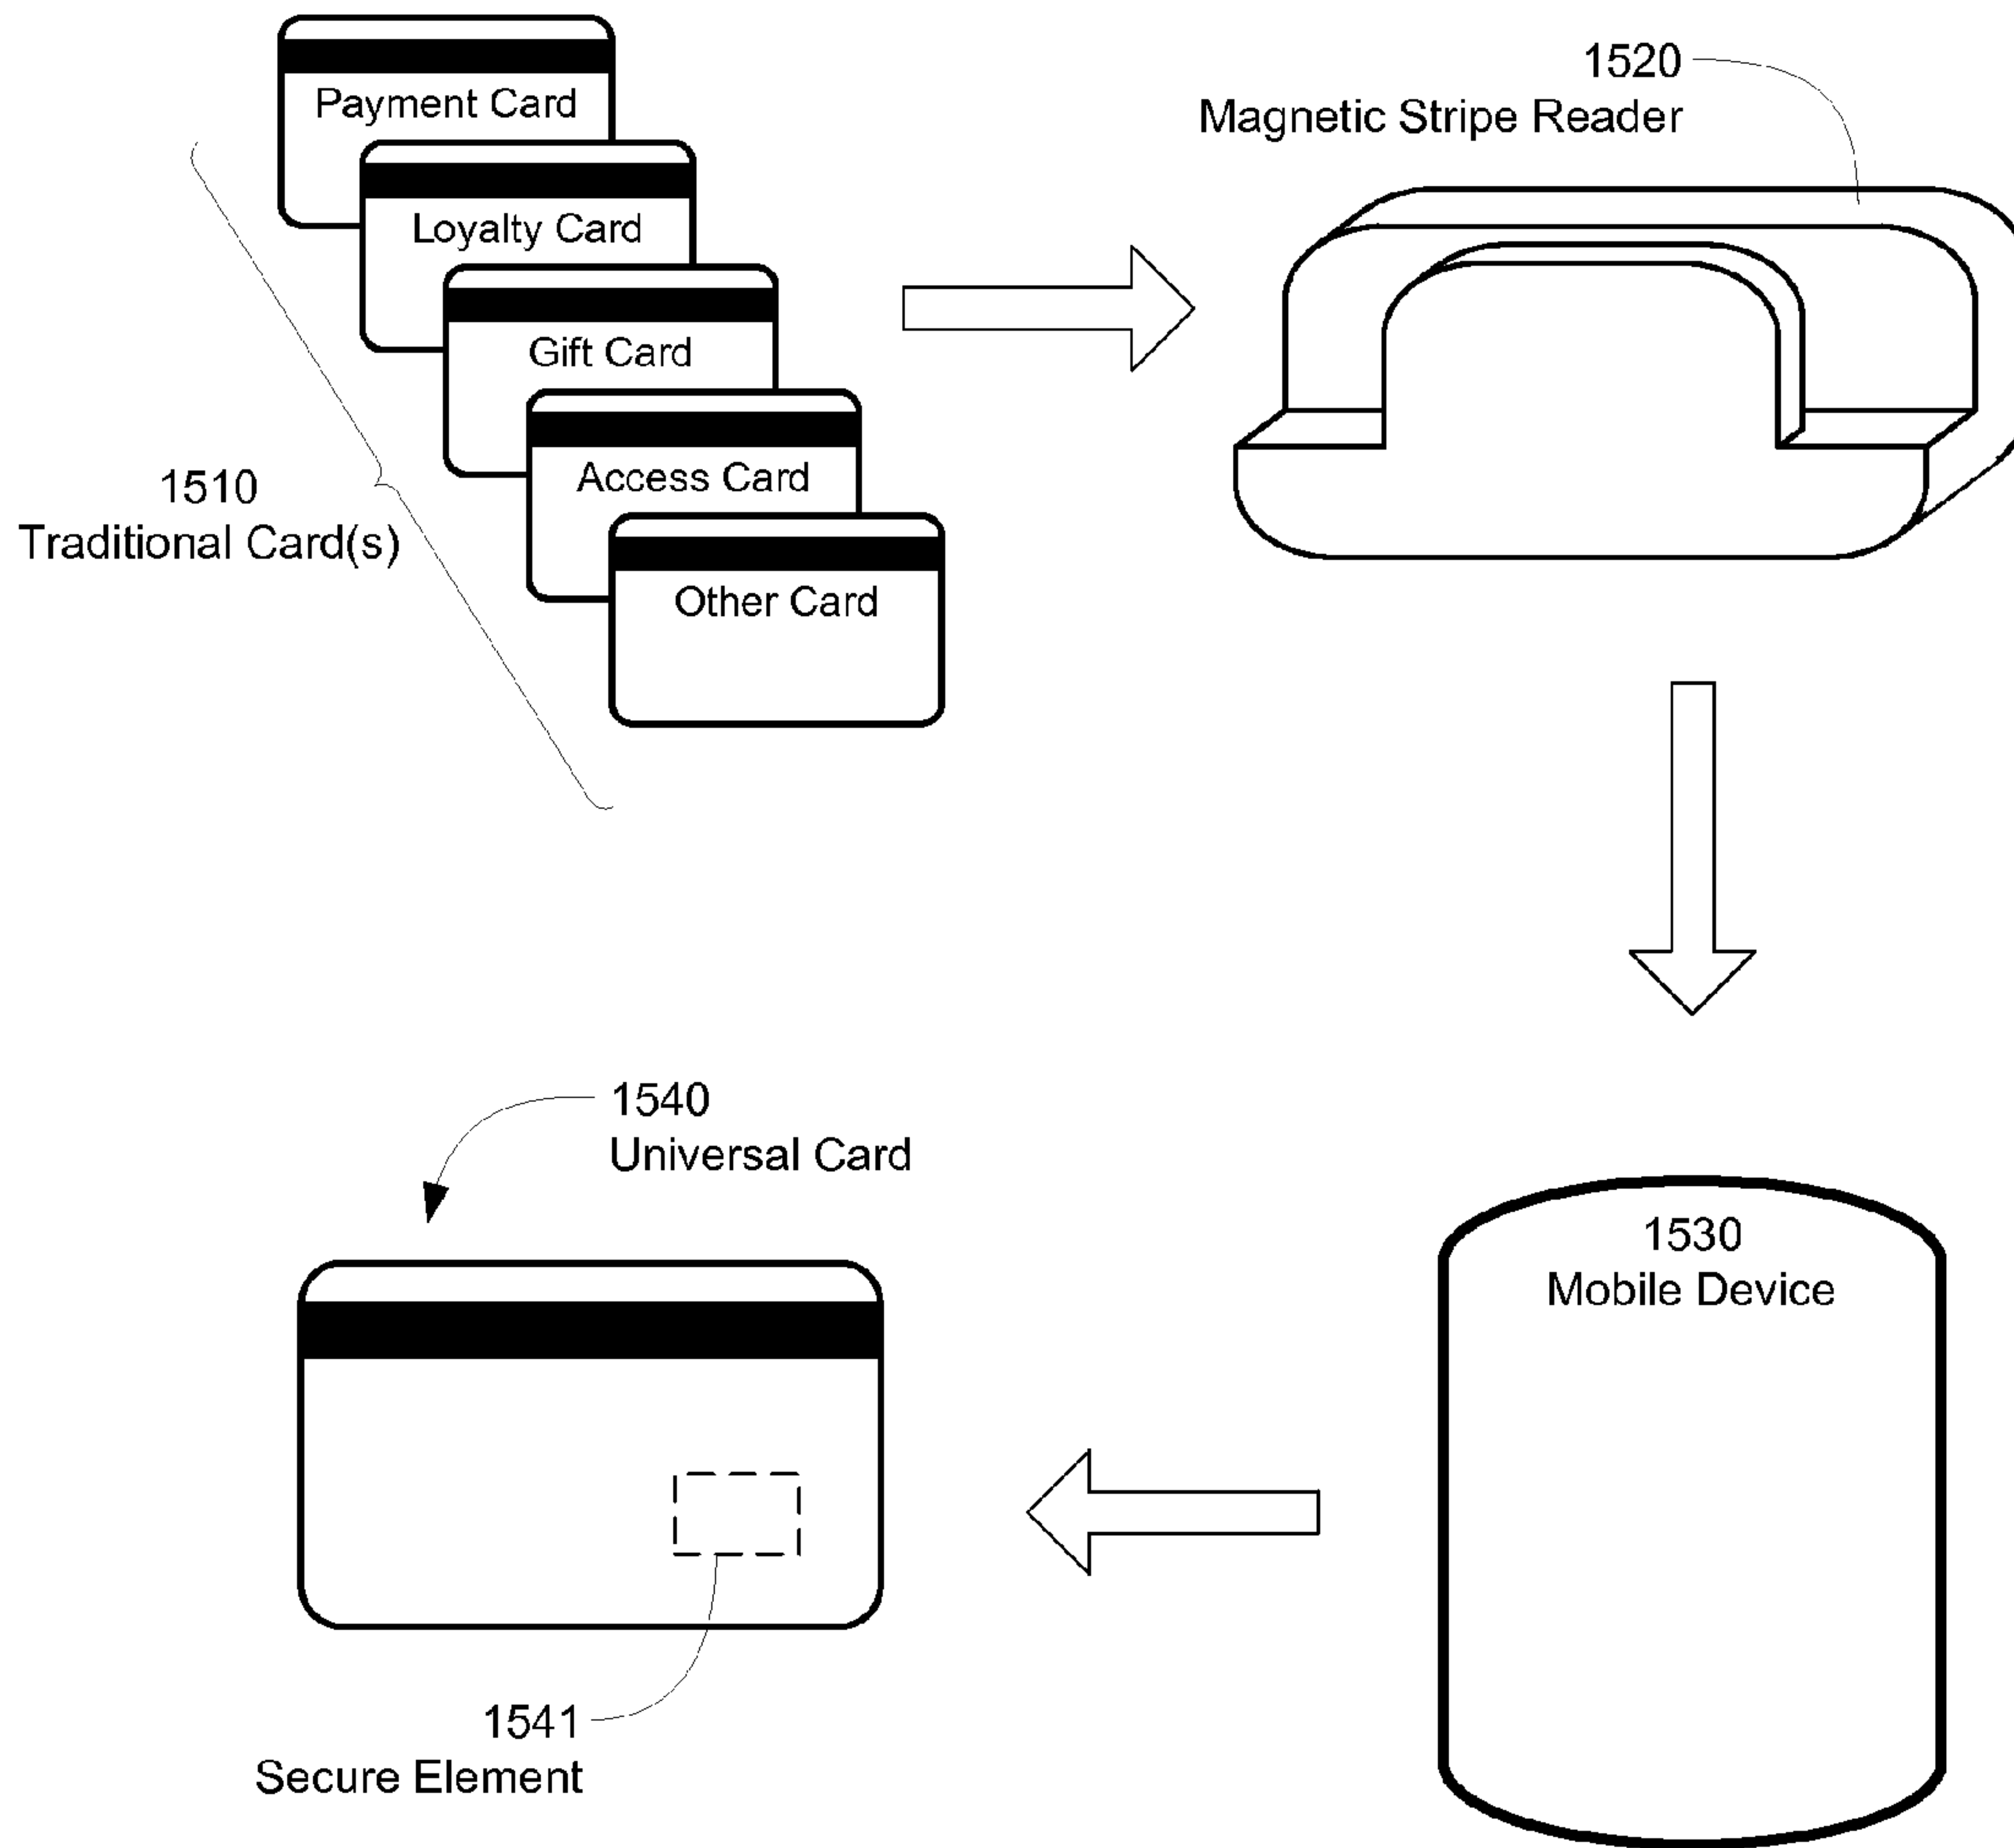 Payment Card
Loyalty Card
Gift Card
Access Card
Other Card
1510
Traditional Card(s)
1520
Magnetic Stripe Reader
1540
Universal Card
1530
Mobile Device
1541
Secure Element